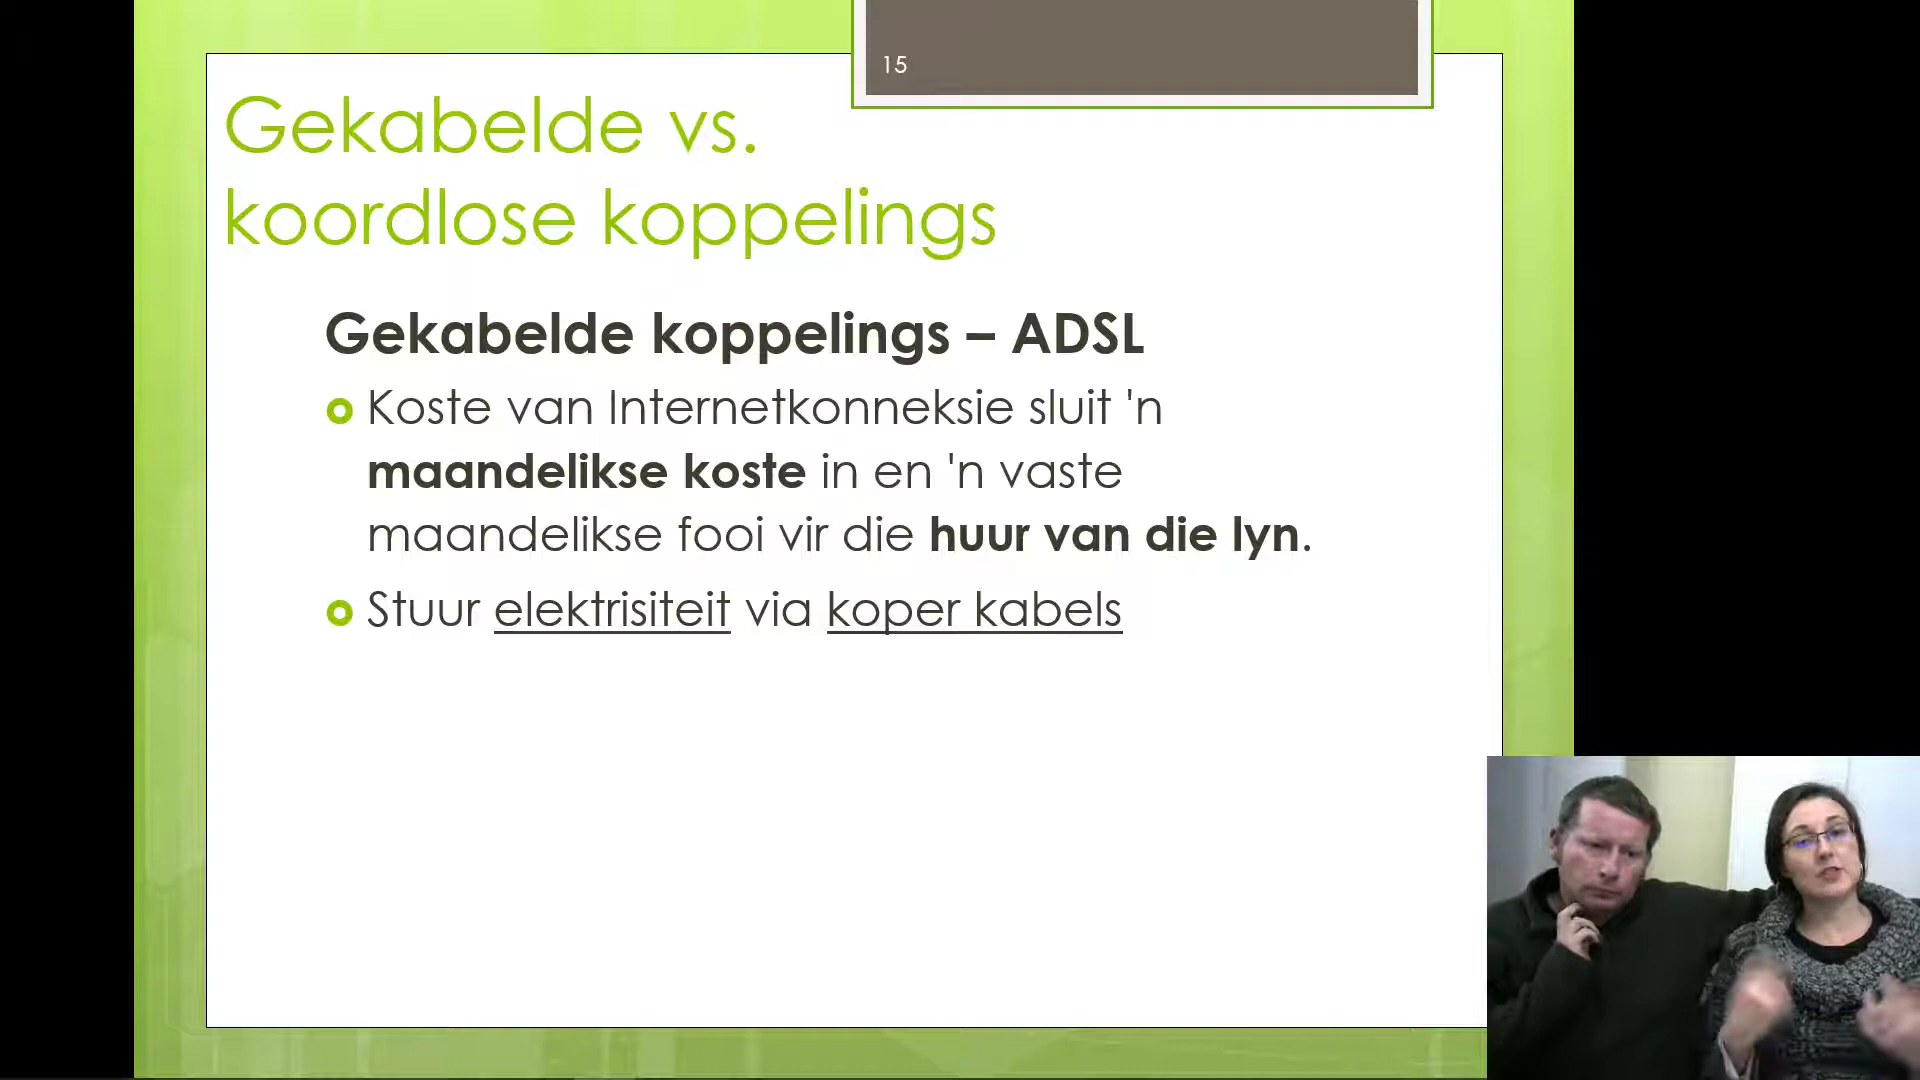 15
Gekabelde vs.
koordlose koppelings
Gekabelde koppelings – ADSL
Koste van Internetkonneksie sluit 'n
maandelikse koste in en 'n vaste
maandelikse fooi vir die huur van die lyn.
Stuur elektrisiteit via koper kabels